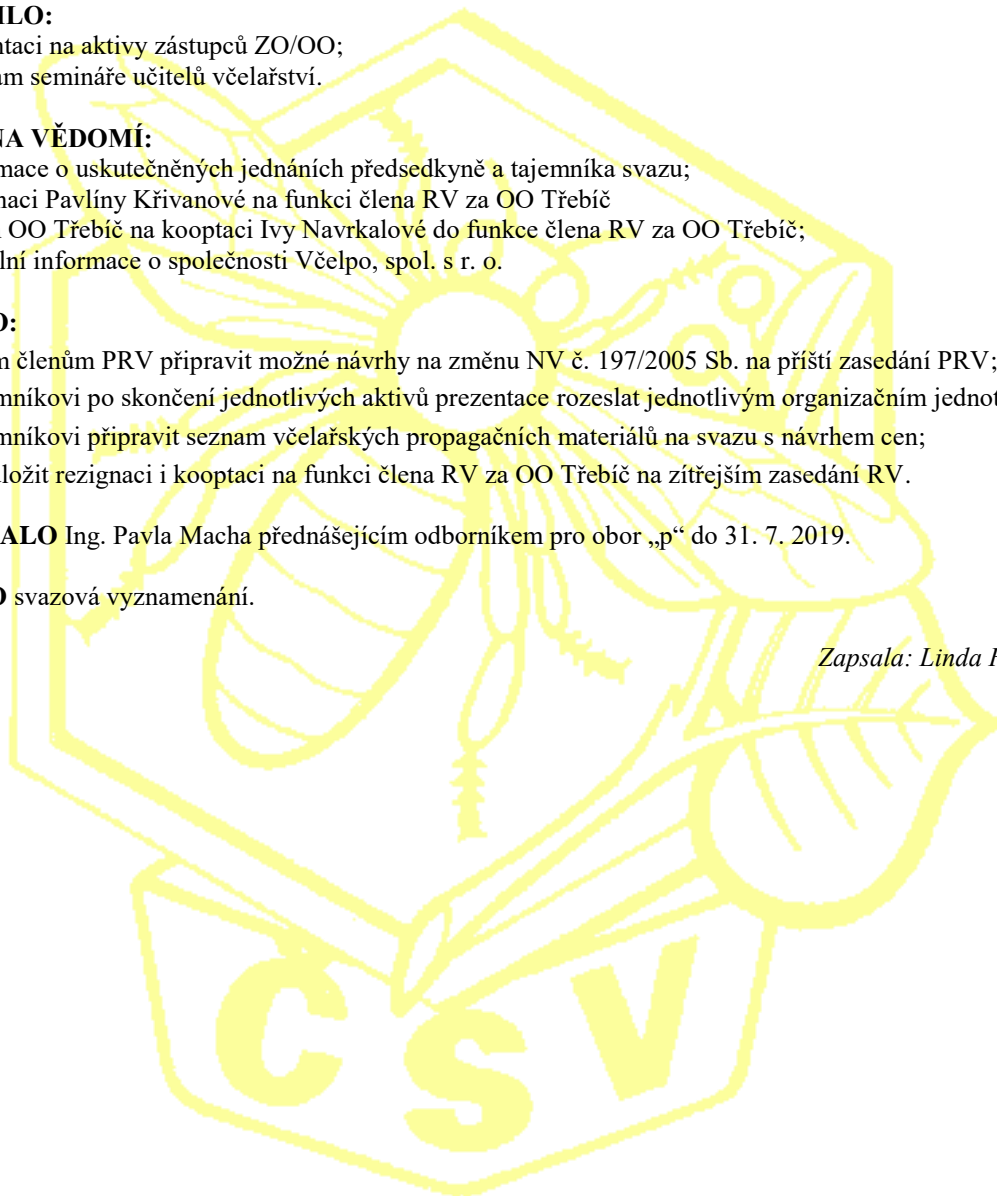 ILO:
ntaci na aktivy zástupců ZO/OO;
am semináře učitelů včelařství.
NA VĚDOMÍ:
mace o uskutečněných jednáních předsedkyně a tajemníka svazu;
naci Pavlíny Křivanové na funkci člena RV za OO Třebíč
OO Třebíč na kooptaci Ivy Navrkalové do funkce člena RV za OO Třebíč;
lní informace o společnosti Včelpo, spol. s r. o.
O:
m členům PRV připravit možné návrhy na změnu NV č. 197/2005 Sb. na příští zasedání PRV;
mníkovi po skončení jednotlivých aktivů prezentace rozeslat jednotlivým organizačním jednot
mníkovi připravit seznam včelařských propagačních materiálů na svazu s návrhem cen;
ložit rezignaci i kooptaci na funkci člena RV za OO Třebíč na zítřejším zasedání RV.
ALO Ing. Pavla Macha přednášejícím odborníkem pro obor „p“ do 31. 7. 2019.
O svazová vyznamenání.
Zapsala: Linda
ČSV